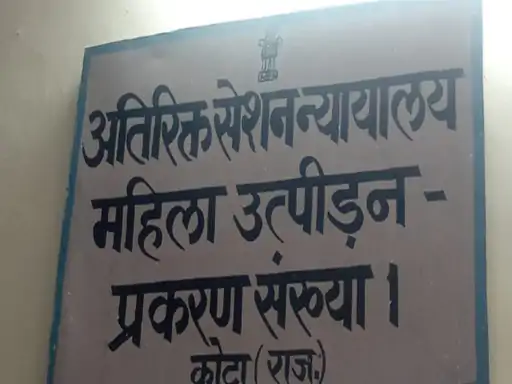 अतिरिक्त सेशन न्यायालय
महिला उत्पीड़न -
प्रकरण संख्या 1
कोटा (राज.)